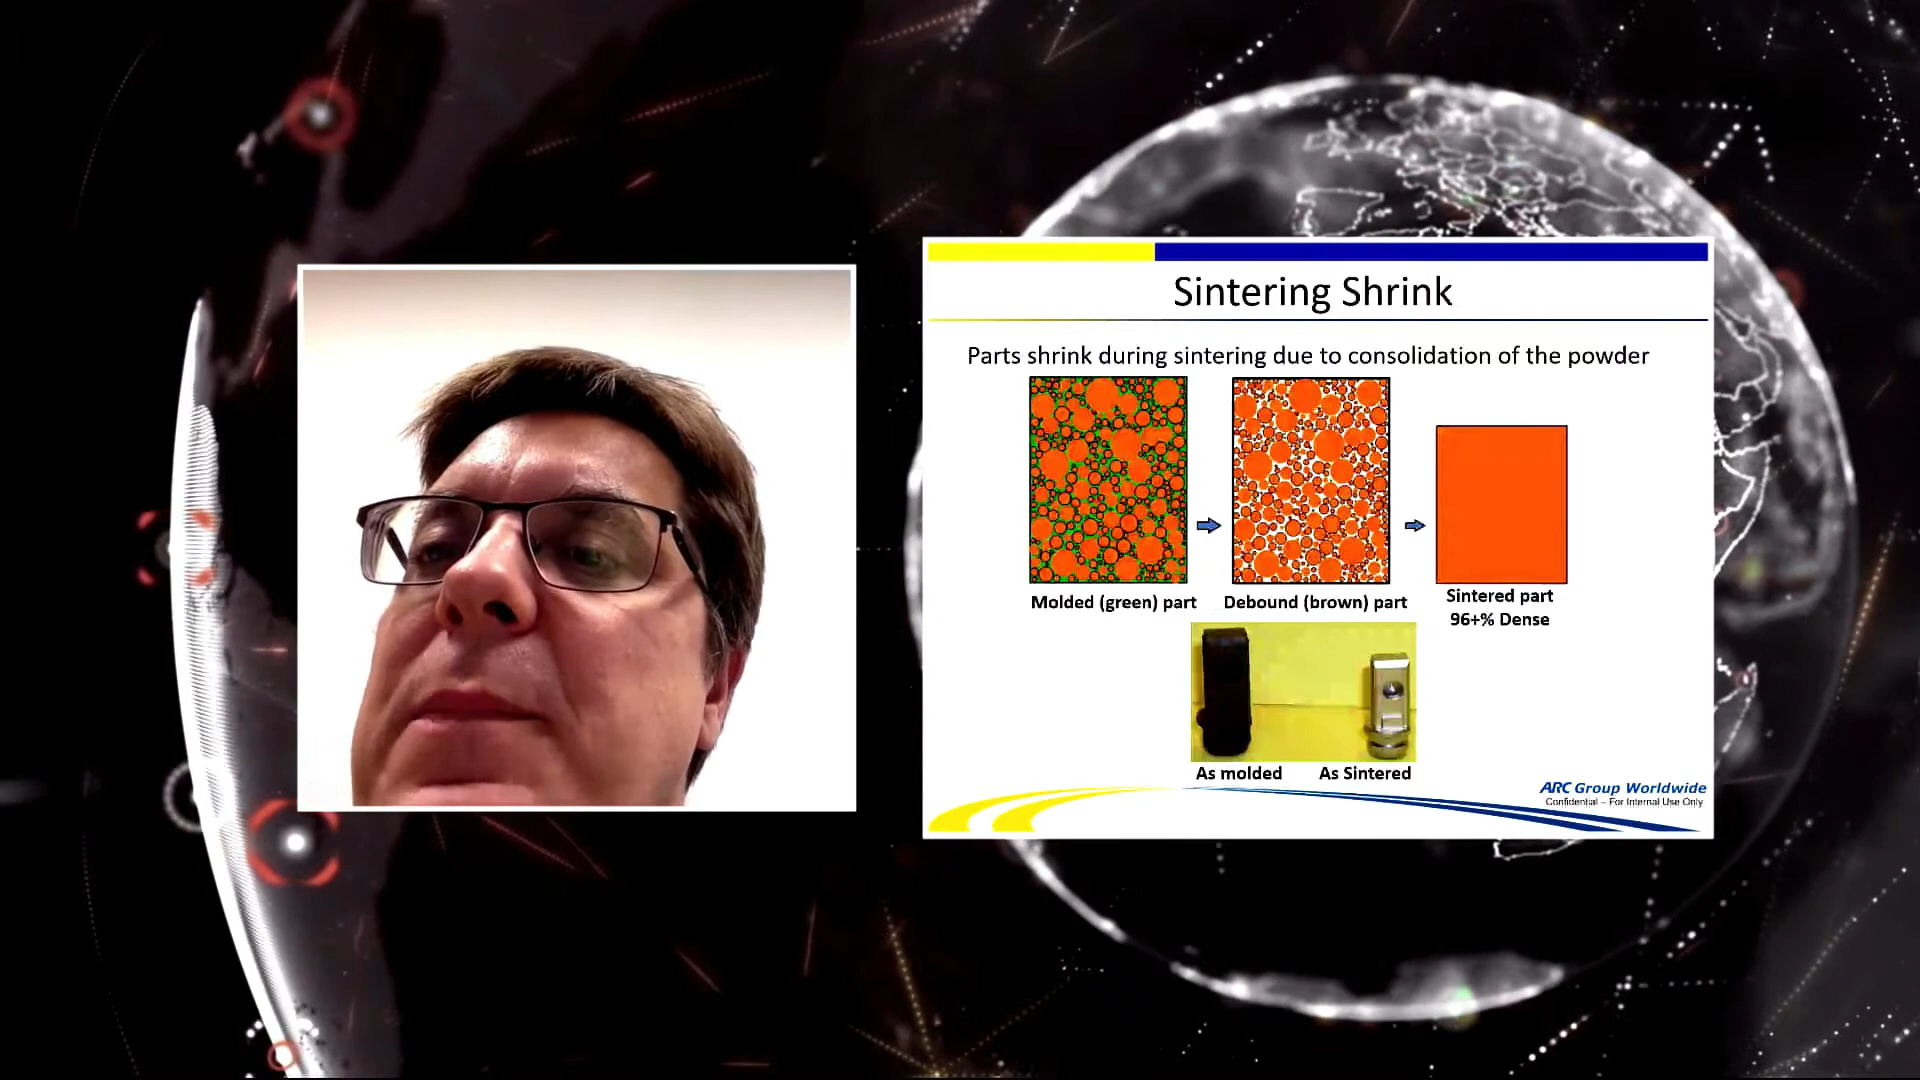 Sintering Shrink
Parts shrink during sintering due to consolidation of the powder
Molded (green) part
Debound (brown) part
Sintered part
96+% Dense
As molded
As Sintered
ARC Group Worldwide
Confidential – For Internal Use Only